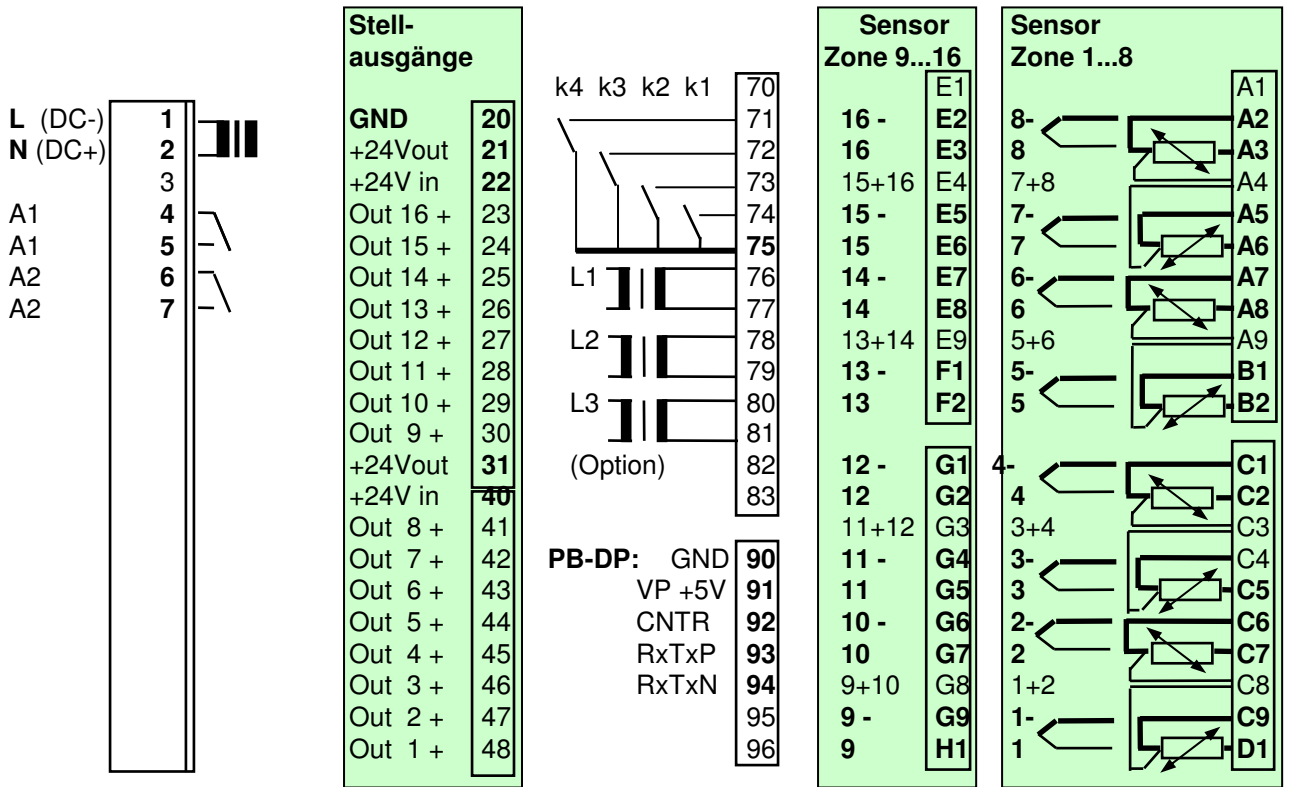 L (DC-) 1
N (DC+) 2
3
A1 4
A1 5
A2 6
A2 7
Stell-
ausgänge
GND 20
+24Vout 21
+24V in 22
Out 16 + 23
Out 15 + 24
Out 14 + 25
Out 13 + 26
Out 12 + 27
Out 11 + 28
Out 10 + 29
Out 9 + 30
+24Vout 31
+24V in 40
Out 8 + 41
Out 7 + 42
Out 6 + 43
Out 5 + 44
Out 4 + 45
Out 3 + 46
Out 2 + 47
Out 1 + 48
k4 k3 k2 k1 70
71
72
73
74
75
L1 76
77
L2 78
79
L3 80
81
(Option) 82
83
PB-DP: GND 90
VP +5V 91
CNTR 92
RxTxP 93
RxTxN 94
95
96
Sensor
Zone 9...16
E1
16 - E2
16 E3
15+16 E4
15 - E5
15 E6
14 - E7
14 E8
13+14 E9
13 - F1
13 F2
12 - G1
12 G2
11+12 G3
11 - G4
11 G5
10 - G6
10 G7
9+10 G8
9 - G9
9 H1
Sensor
Zone 1...8
A1
8- A2
8 A3
7+8 A4
7- A5
7 A6
6- A7
6 A8
5+6 A9
5- B1
5 B2
4- C1
4 C2
3+4 C3
3- C4
3 C5
2- C6
2 C7
1+2 C8
1- C9
1 D1